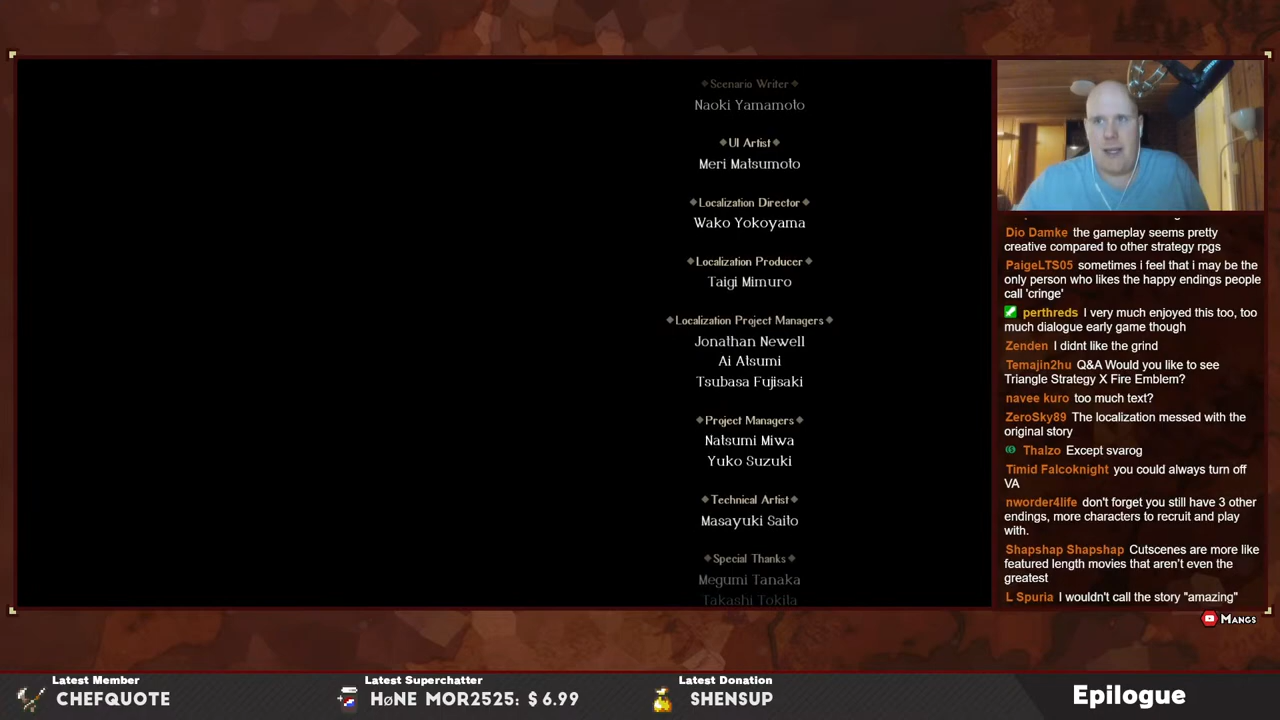 ◆Scenario Writer◆
Naoki Yamamoto
◆UI Artist◆
Meri Matsumoto
◆Localization Director◆
Wako Yokoyama
◆Localization Producer◆
Taigi Mimuro
◆Localization Project Managers◆
Jonathan Newell
Ai Atsumi
Tsubasa Fujisaki
◆Project Managers◆
Natsumi Miwa
Yuko Suzuki
◆Technical Artist◆
Masayuki Saito
◆Special Thanks◆
Megumi Tanaka
Takashi Tokita
Dio Damke the gameplay seems pretty
creative compared to other strategy rpgs
PaigeLTS05 sometimes i feel that i may be the
only person who likes the happy endings people
call 'cringe'
perthreds I very much enjoyed this too, too
much dialogue early game though
Zenden I didnt like the grind
Temajin2hu Q&A Would you like to see
Triangle Strategy X Fire Emblem?
navee kuro too much text?
ZeroSky89 The localization messed with the
original story
Thalzo Except svarog
Timid Falcoknight you could always turn off
VA
nworder4life don't forget you still have 3 other
endings, more characters to recruit and play
with.
Shapshap Shapshap Cutscenes are more like
featured length movies that aren't even the
greatest
L Spuria I wouldn't call the story "amazing"
Mangs
Latest Member
CHEFQUOTE
Latest Superchatter
HøNE MOR2525: $ 6.99
Latest Donation
SHENSUP
Epilogue